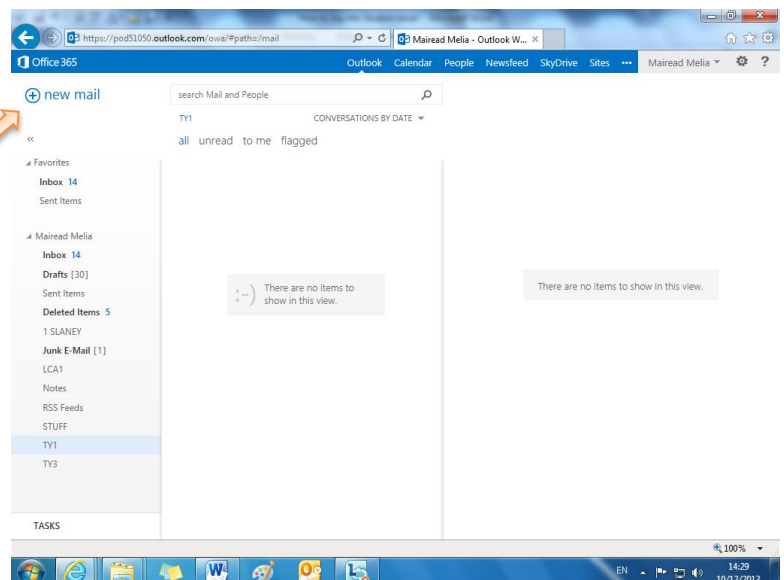 https://pod51050.outlook.com/owa/#path=/mail
Mairead Melia - Outlook W...
Office 365
Outlook Calendar People Newsfeed SkyDrive Sites ... Mairead Melia ?
new mail
search Mail and People
TY1 CONVERSATIONS BY DATE
all unread to me flagged
Favorites
Inbox 14
Sent Items
Mairead Melia
Inbox 14
Drafts [30]
Sent Items
Deleted Items 5
1 SLANEY
Junk E-Mail [1]
LCA1
Notes
RSS Feeds
STUFF
TY1
TY3
:-) There are no items to
show in this view.
There are no items to show in this view.
TASKS
100%
EN 14:29
10/12/2013